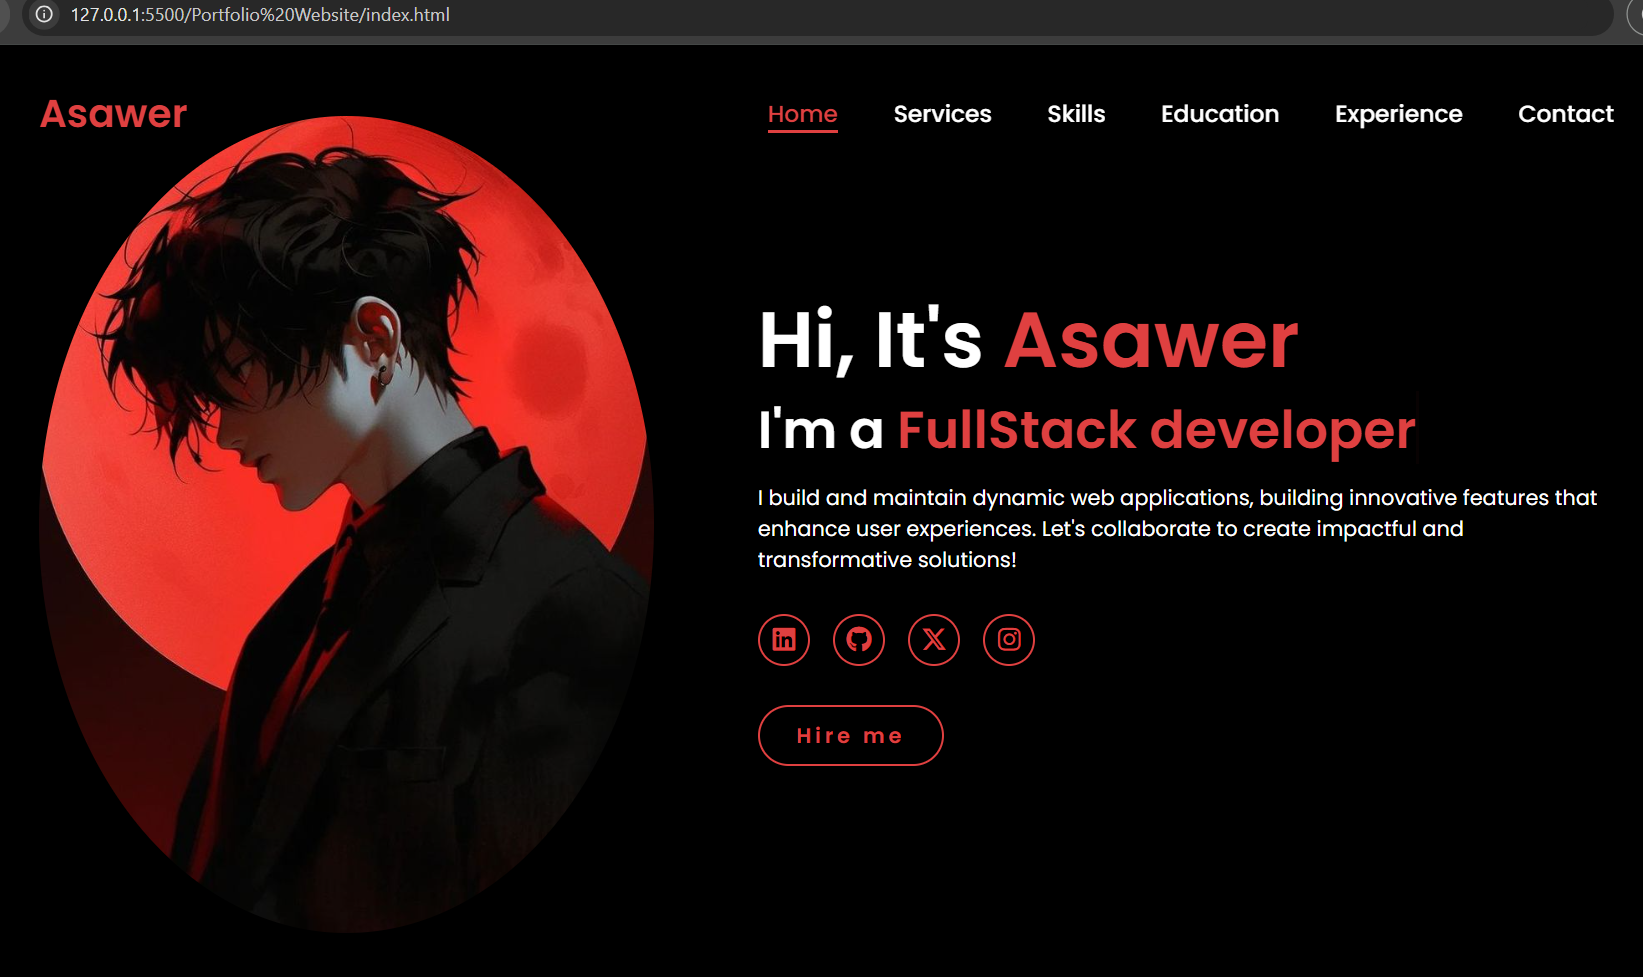 127.0.0.1:5500/Portfolio%20Website/index.html
Asawer
Home Services Skills Education Experience Contact
Hi, It's Asawer
I'm a FullStack developer
I build and maintain dynamic web applications, building innovative features that
enhance user experiences. Let's collaborate to create impactful and
transformative solutions!
Hire me